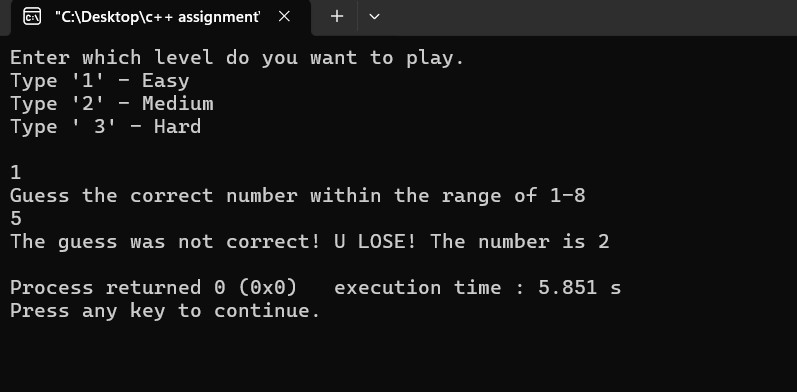 "C:\Desktop\c++ assignment'
Enter which level do you want to play.
Type '1' - Easy
Type '2' - Medium
Type ' 3' - Hard
1
Guess the correct number within the range of 1-8
5
The guess was not correct! U LOSE! The number is 2
Process returned 0 (0x0)   execution time : 5.851 s
Press any key to continue.